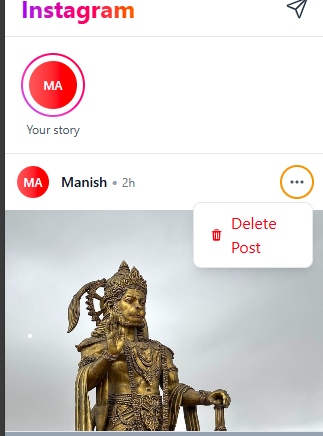 Instagram
MA
Your story
MA Manish • 2h
Delete
Post